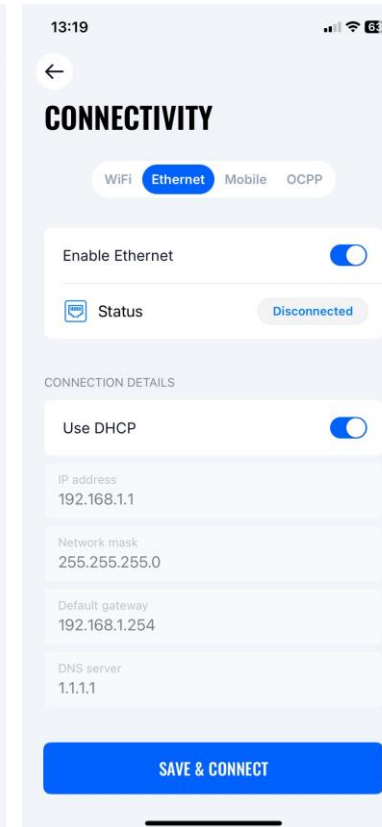 13:19
63
CONNECTIVITY
WiFi Ethernet Mobile OCPP
Enable Ethernet
Status Disconnected
CONNECTION DETAILS
Use DHCP
IP address
192.168.1.1
Network mask
255.255.255.0
Default gateway
192.168.1.254
DNS server
1.1.1.1
SAVE & CONNECT